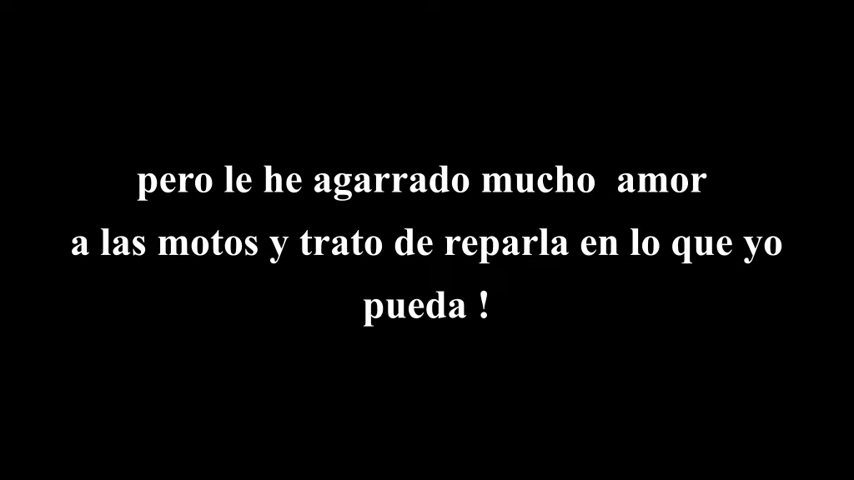 pero le he agarrado mucho  amor
a las motos y trato de reparla en lo que yo
pueda !